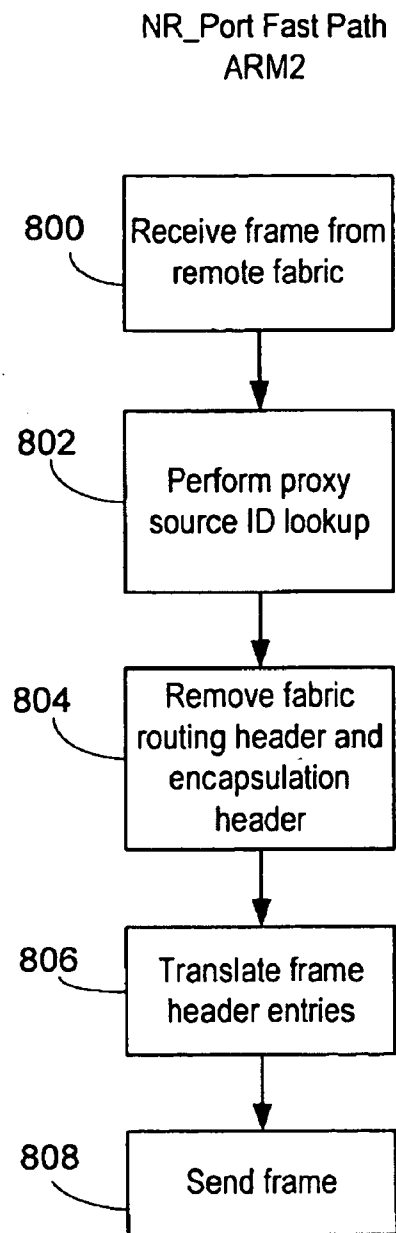 NR_Port Fast Path
ARM2
800
Receive frame from
remote fabric
802
Perform proxy
source ID lookup
804
Remove fabric
routing header and
encapsulation
header
806
Translate frame
header entries
808
Send frame